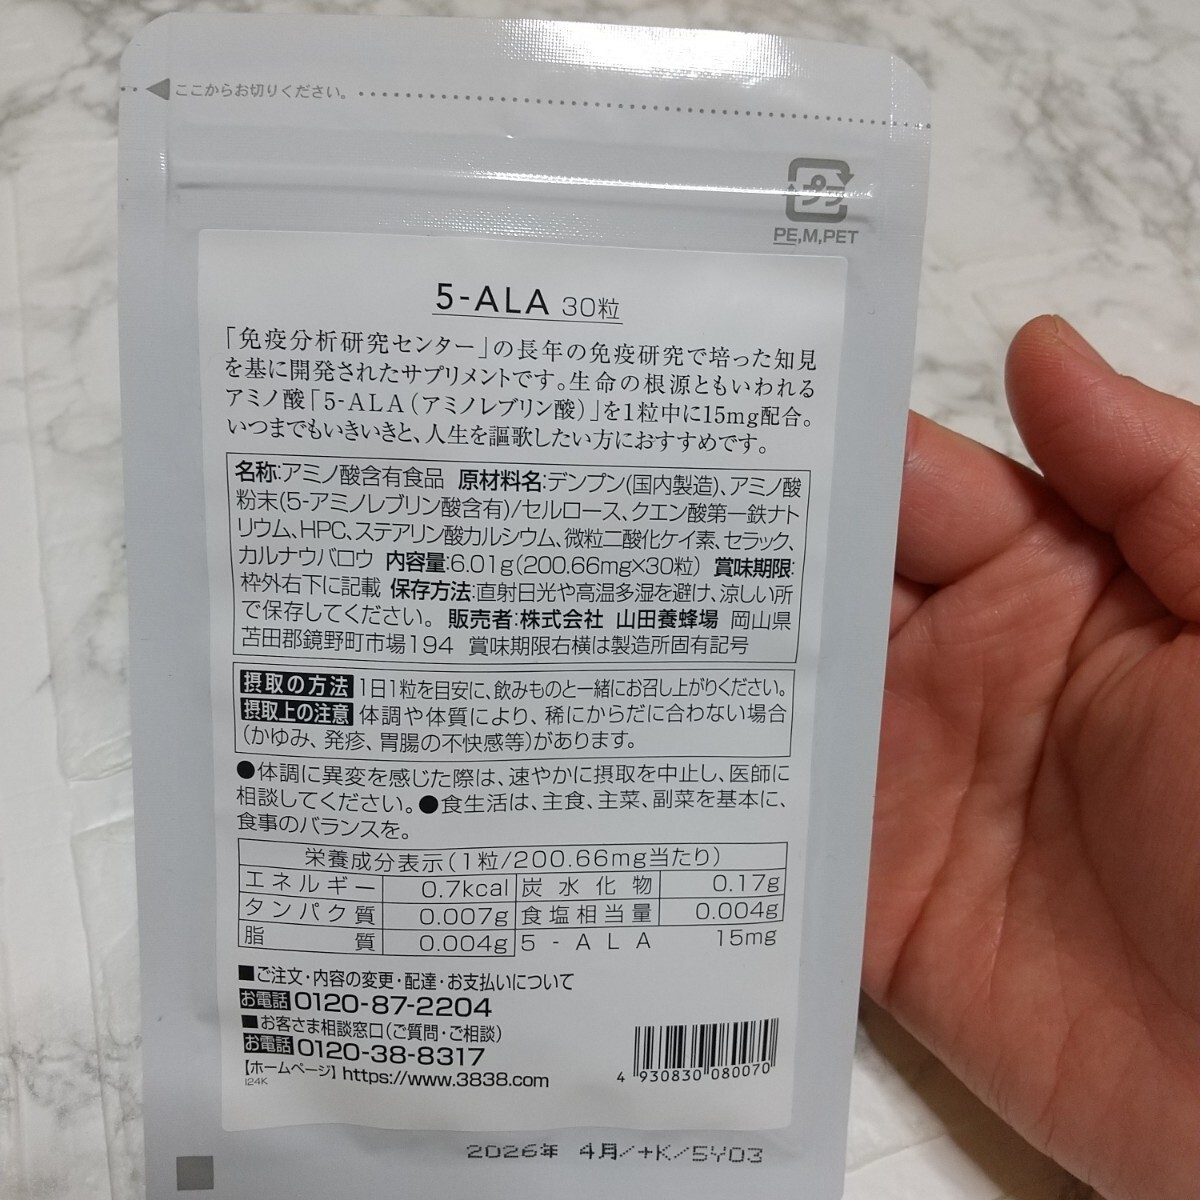 ここからお切りください。
プラ
PE,M,PET
5-ALA 30粒
「免疫分析研究センター」の長年の免疫研究で培った知見
を基に開発されたサプリメントです。生命の根源ともいわれる
アミノ酸「5-ALA(アミノレブリン酸)」を1粒中に15mg配合。
いつまでもいきいきと、人生を謳歌したい方におすすめです。
名称:アミノ酸含有食品 原材料名:デンプン(国内製造)、アミノ酸
粉末(5-アミノレブリン酸含有)/セルロース、クエン酸第一鉄ナト
リウム、HPC、ステアリン酸カルシウム、微粒二酸化ケイ素、セラック、
カルナウバロウ 内容量:6.01g(200.66mg×30粒) 賞味期限:
枠外右下に記載 保存方法:直射日光や高温多湿を避け、涼しい所
で保存してください。 販売者:株式会社 山田養蜂場 岡山県
苫田郡鏡野町市場194 賞味期限右横は製造所固有記号
摂取の方法 1日1粒を目安に、飲みものと一緒にお召し上がりください。
摂取上の注意 体調や体質により、稀にからだに合わない場合
(かゆみ、発疹、胃腸の不快感等)があります。
●体調に異変を感じた際は、速やかに摂取を中止し、医師に
相談してください。●食生活は、主食、主菜、副菜を基本に、
食事のバランスを。
栄養成分表示(1粒/200.66mg当たり)
エネルギー 0.7kcal 炭水化物 0.17g
タンパク質 0.007g 食塩相当量 0.004g
脂質 0.004g 5-ALA 15mg
■ご注文・内容の変更・配達・お支払いについて
お電話 0120-87-2204
■お客さま相談窓口(ご質問・ご相談)
お電話 0120-38-8317
【ホームページ】https://www.3838.com
I24K
4 930830 080070
2026年 4月/+K/5Y03